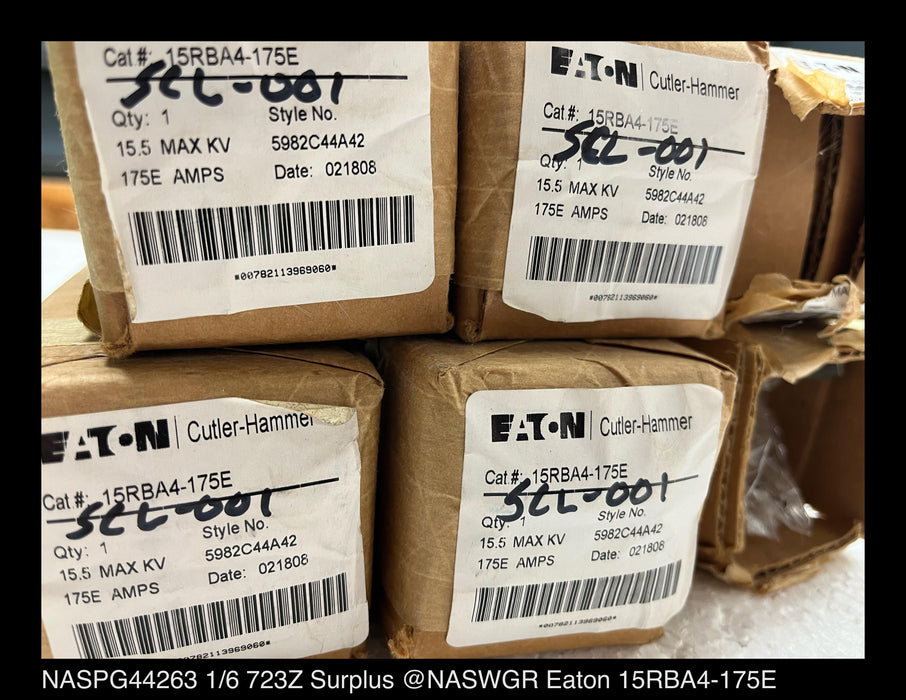 Cat #: 15RBA4-175E
SCL-001
Qty: 1 Style No.
15.5 MAX KV 5982C44A42
175E AMPS Date: 021808
*00782113969060*
EATON | Cutler-Hammer
Cat #: 15RBA4-175E
SCL-001
Qty: 1 Style No.
15.5 MAX KV 5982C44A42
175E AMPS Date: 021808
*00782113969060*
EATON | Cutler-Hammer
Cat #: 15RBA4-175E
SCL-001
Qty: 1 Style No.
15.5 MAX KV 5982C44A42
175E AMPS Date: 021808
782113969060*
EATON | Cutler-Hammer
Cat #: 15RBA4-175E
SCL-001
Qty: 1 Style No.
15.5 MAX KV 5982C44A42
175E AMPS Date: 021808
*00782113969060*
NASPG44263 1/6 723Z Surplus @NASWGR Eaton 15RBA4-175E